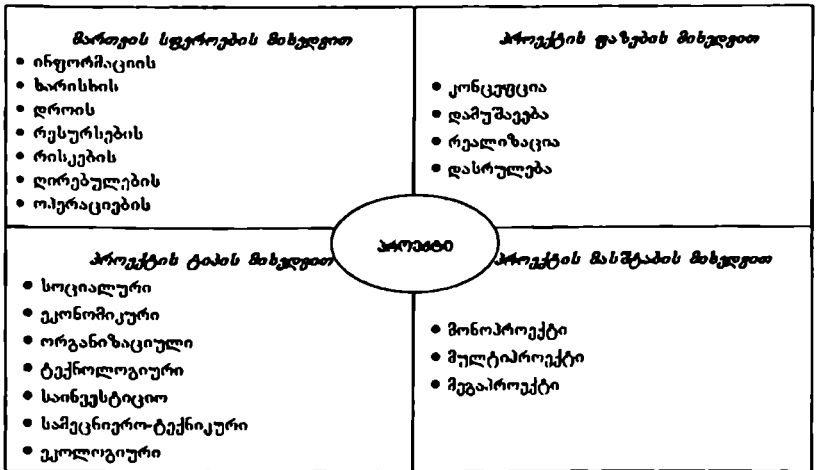 მართვის სფეროების მიხედვით
• ინფორმაციის
• ხარისხის
• დროის
• რესურსების
• რისკების
• ღირებულების
• ოპერაციების
პროექტის ფაზების მიხედვით
• კონცეფცია
• დამუშავება
• რეალიზაცია
• დასრულება
პროექტი
პროექტის ტიპის მიხედვით
• სოციალური
• ეკონომიკური
• ორგანიზაციული
• ტექნოლოგიური
• საინვესტიციო
• სამეცნიერო-ტექნიკური
• ეკოლოგიური
პროექტის მასშტაბის მიხედვით
• მონოპროექტი
• მულტიპროექტი
• მეგაპროექტი